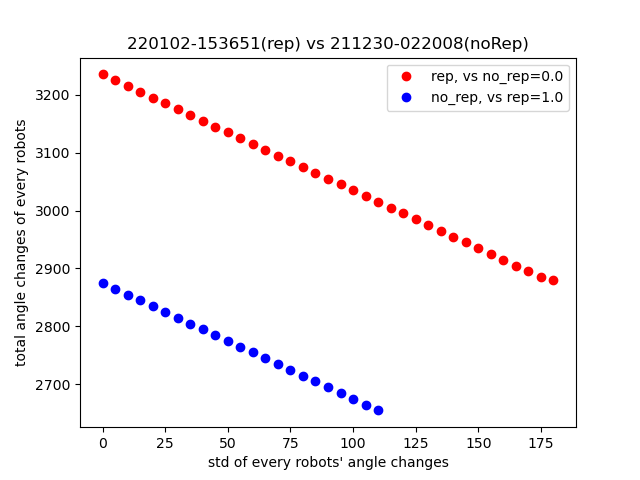 220102-153651(rep) vs 211230-022008(noRep)
rep, vs no_rep=0.0
no_rep, vs rep=1.0
total angle changes of every robots
3200
3100
3000
2900
2800
2700
0 25 50 75 100 125 150 175
std of every robots' angle changes